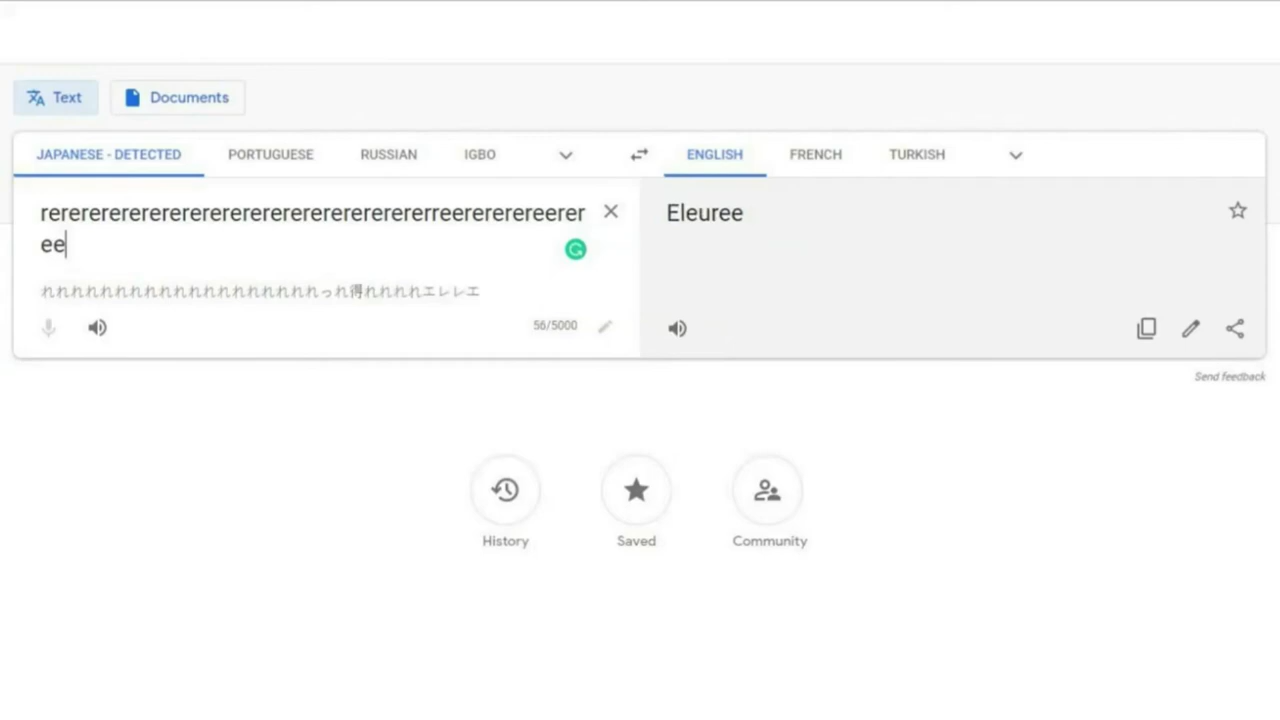 Text
Documents
JAPANESE - DETECTED
PORTUGUESE
RUSSIAN
IGBO
ENGLISH
FRENCH
TURKISH
rerererererererererererererererererererreerererereerer
ee
Eleuree
れれれれれれれれれれれれれれれれれれれっれ得れれれれエレレエ
56/5000
Send feedback
History
Saved
Community